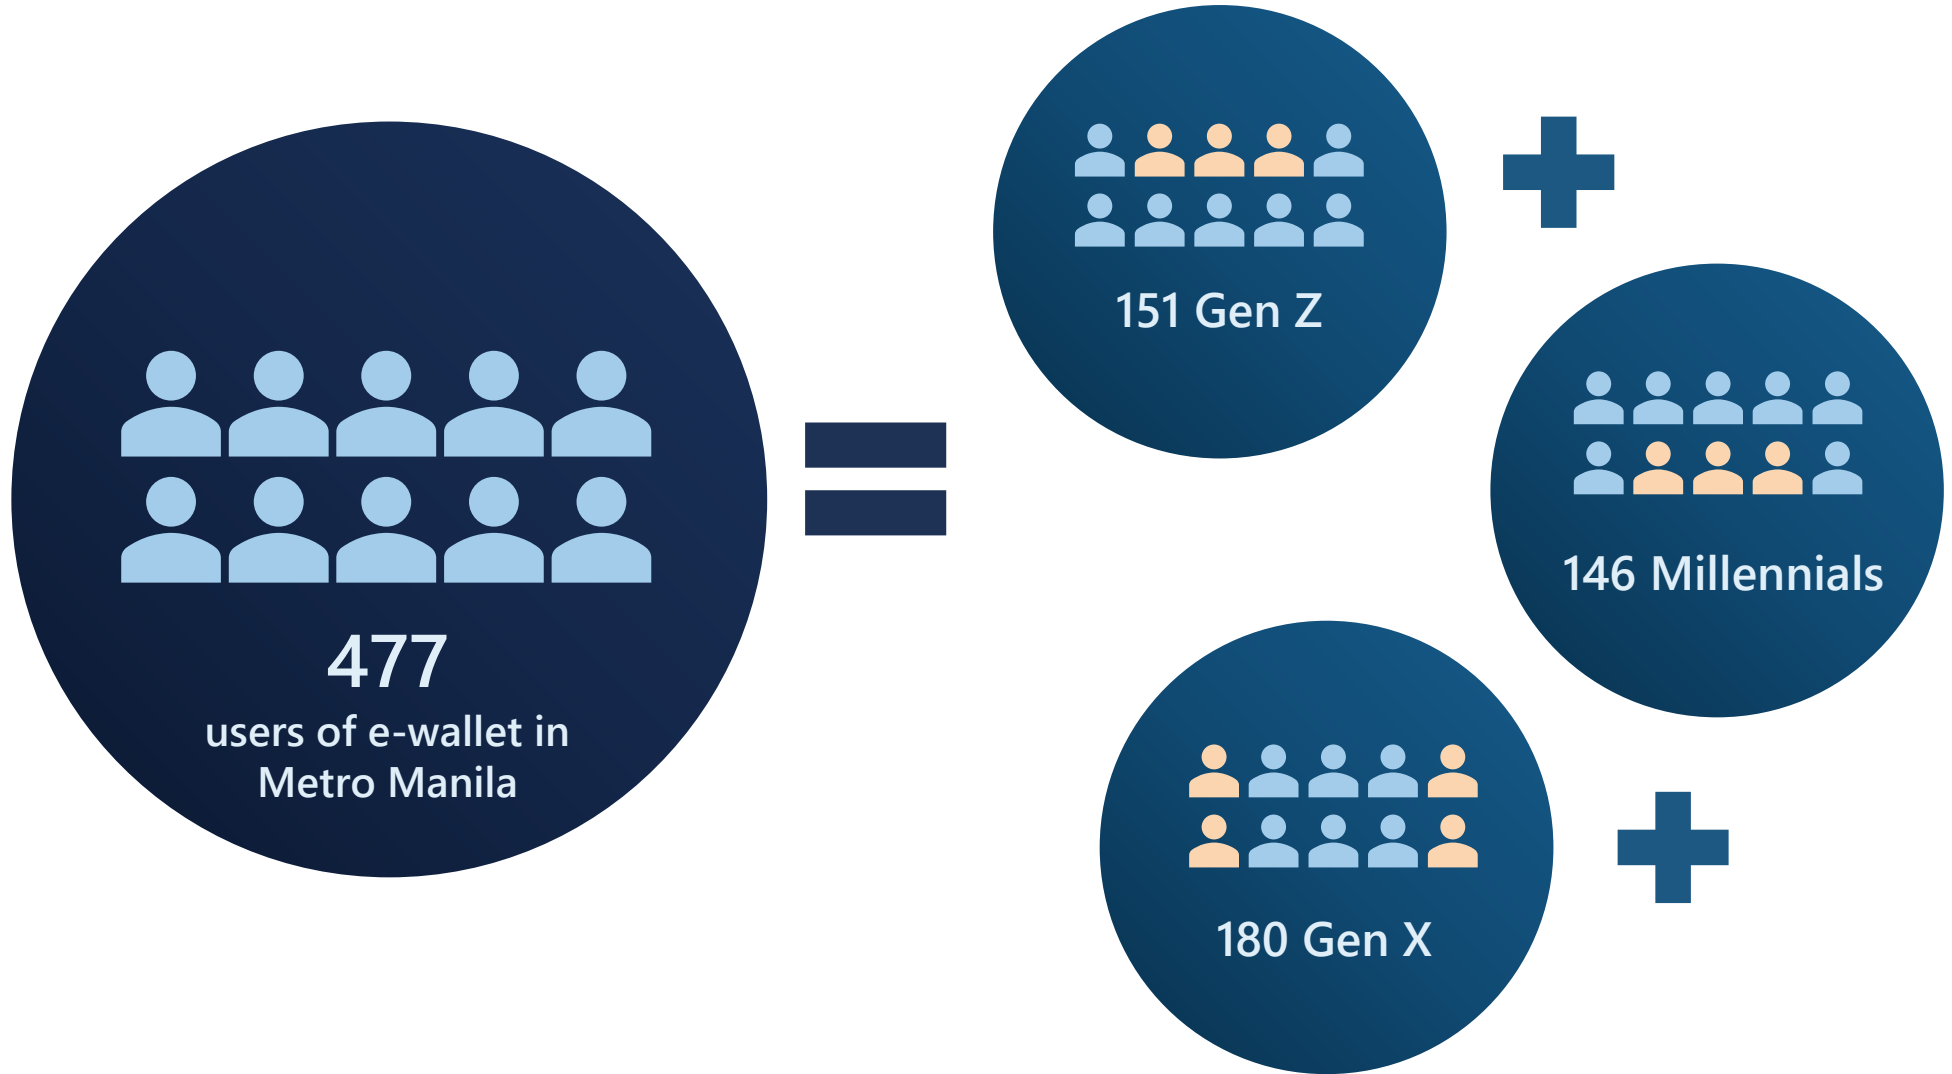 477
users of e-wallet in
Metro Manila
151 Gen Z
146 Millennials
180 Gen X